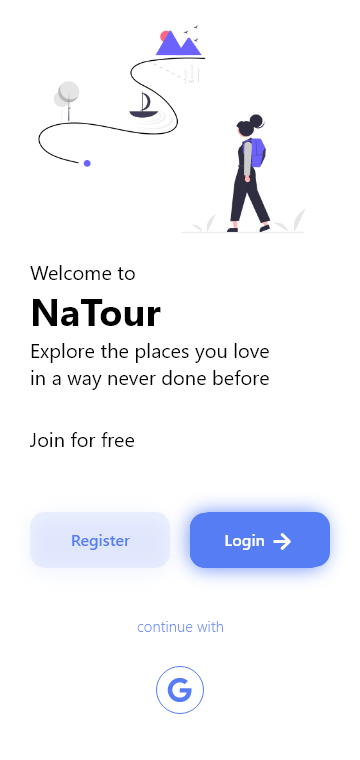 Welcome to
NaTour
Explore the places you love
in a way never done before
Join for free
Register
Login
continue with
G